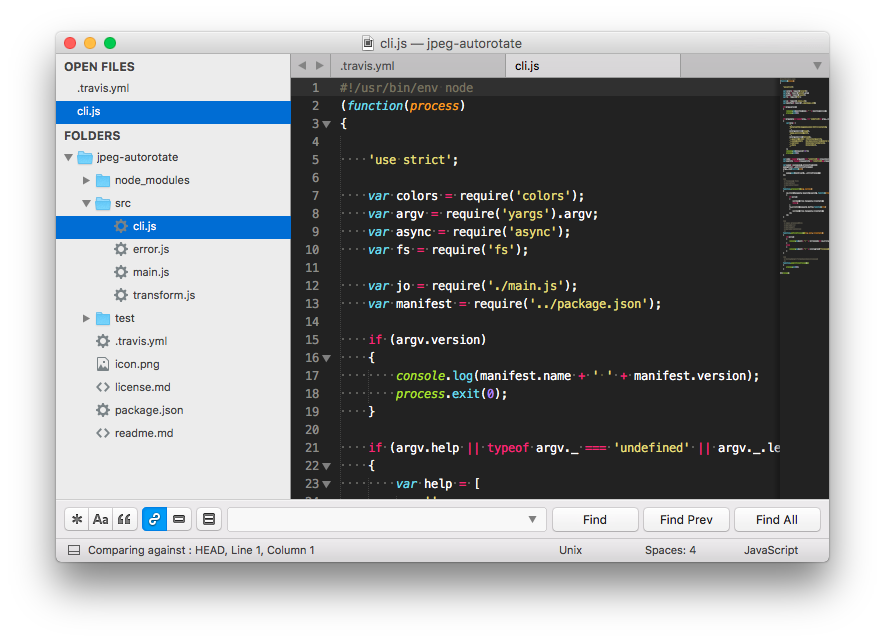 cli.js — jpeg-autorotate
OPEN FILES
.travis.yml
cli.js
FOLDERS
jpeg-autorotate
node_modules
src
cli.js
error.js
main.js
transform.js
test
.travis.yml
icon.png
license.md
package.json
readme.md
.travis.yml
cli.js
1 #!/usr/bin/env node
2 (function(process)
3 {
4
5 'use strict';
6
7 var colors = require('colors');
8 var argv = require('yargs').argv;
9 var async = require('async');
10 var fs = require('fs');
11
12 var jo = require('./main.js');
13 var manifest = require('../package.json');
14
15 if (argv.version)
16 {
17 console.log(manifest.name + ' ' + manifest.version);
18 process.exit(0);
19 }
20
21 if (argv.help || typeof argv._ === 'undefined' || argv._.le
22 {
23 var help = [
Aa
Find
Find Prev
Find All
Comparing against : HEAD, Line 1, Column 1
Unix
Spaces: 4
JavaScript